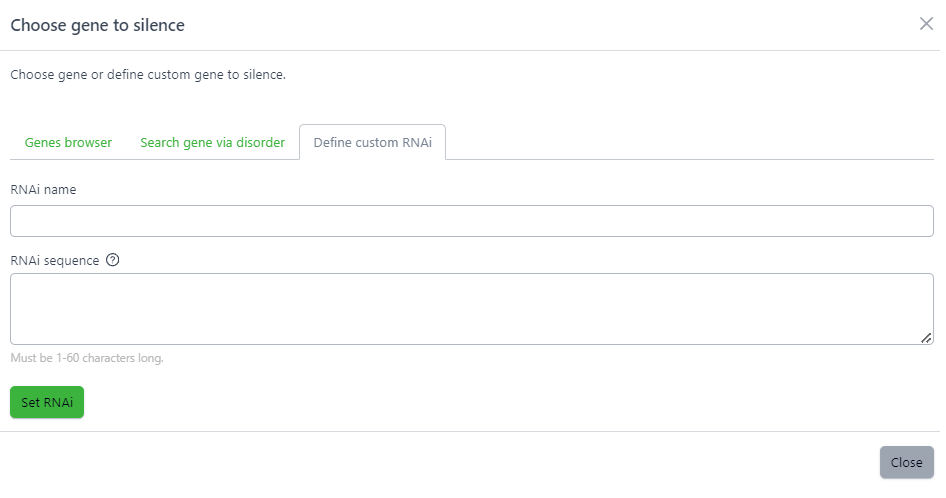 Choose gene to silence
Choose gene or define custom gene to silence.
Genes browser Search gene via disorder Define custom RNAi
RNAi name
RNAi sequence
Must be 1-60 characters long.
Set RNAi
Close